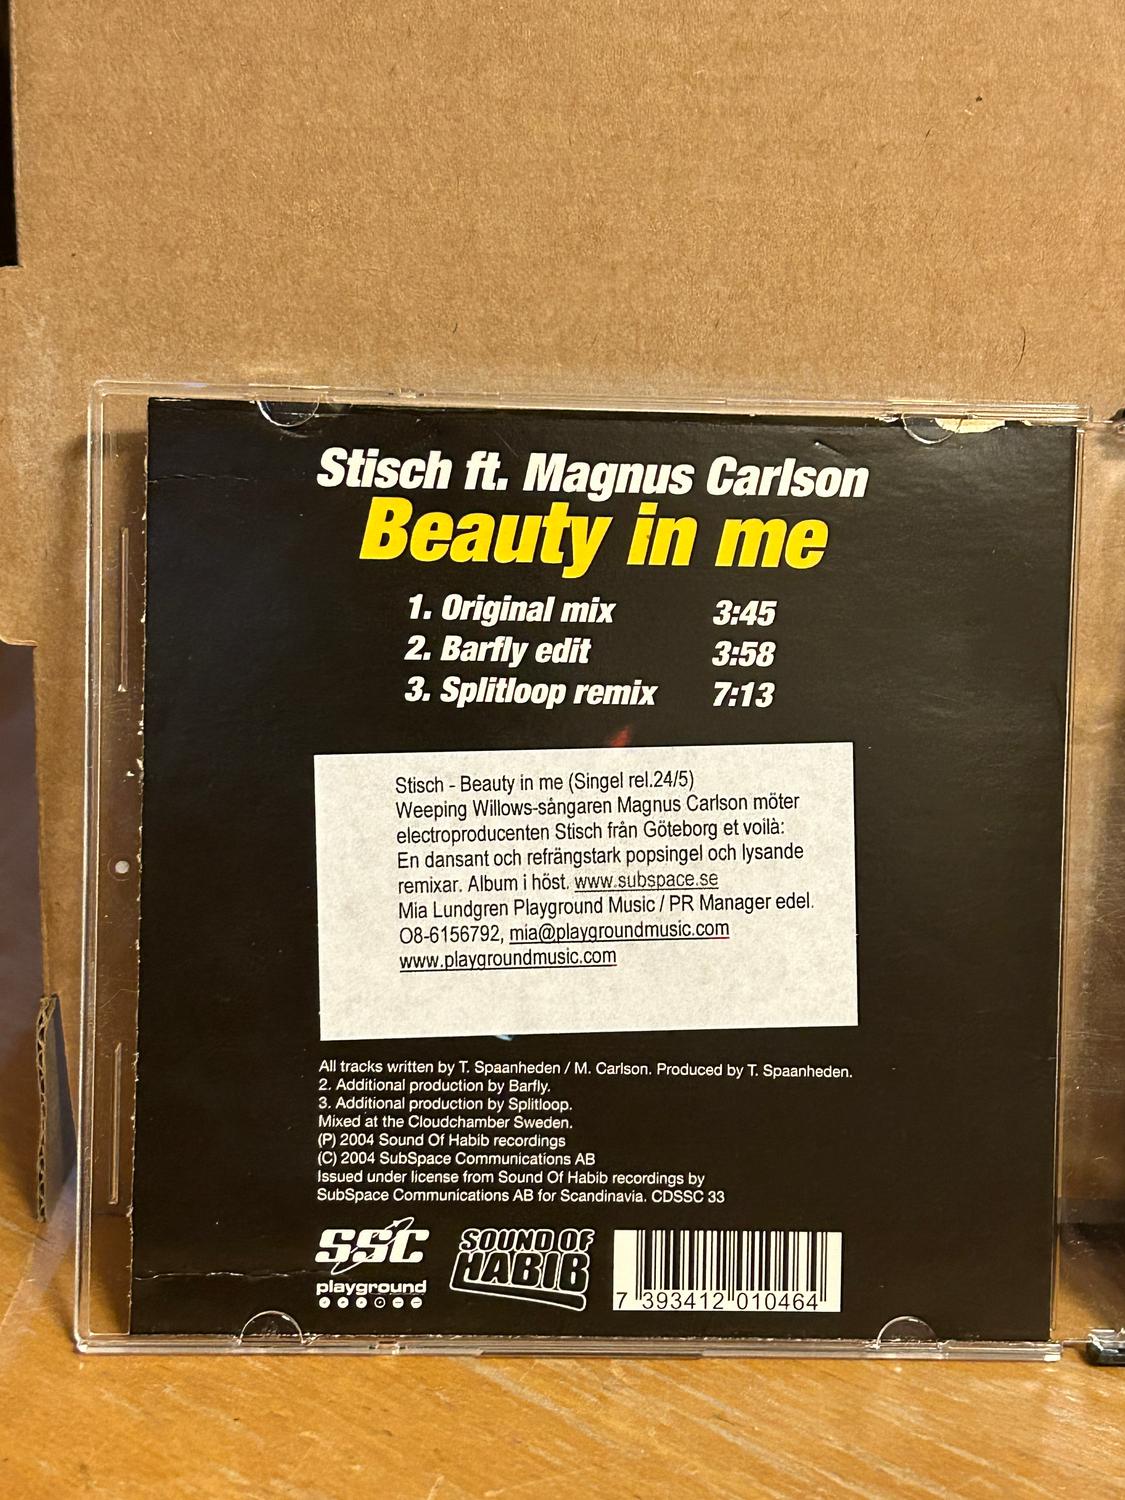 Stisch ft. Magnus Carlson
Beauty in me
1. Original mix 3:45
2. Barfly edit 3:58
3. Splitloop remix 7:13
Stisch - Beauty in me (Singel rel.24/5)
Weeping Willows-sångaren Magnus Carlson möter
electroproducenten Stisch från Göteborg et voilà:
En dansant och refrängstark popsingel och lysande
remixar. Album i höst. www.subspace.se
Mia Lundgren Playground Music / PR Manager edel.
O8-6156792, mia@playgroundmusic.com
www.playgroundmusic.com
All tracks written by T. Spaanheden / M. Carlson. Produced by T. Spaanheden.
2. Additional production by Barfly.
3. Additional production by Splitloop.
Mixed at the Cloudchamber Sweden.
(P) 2004 Sound Of Habib recordings
(C) 2004 SubSpace Communications AB
Issued under license from Sound Of Habib recordings by
SubSpace Communications AB for Scandinavia. CDSSC 33
SSC
playground
SOUND OF
HABIB
7 393412 010464